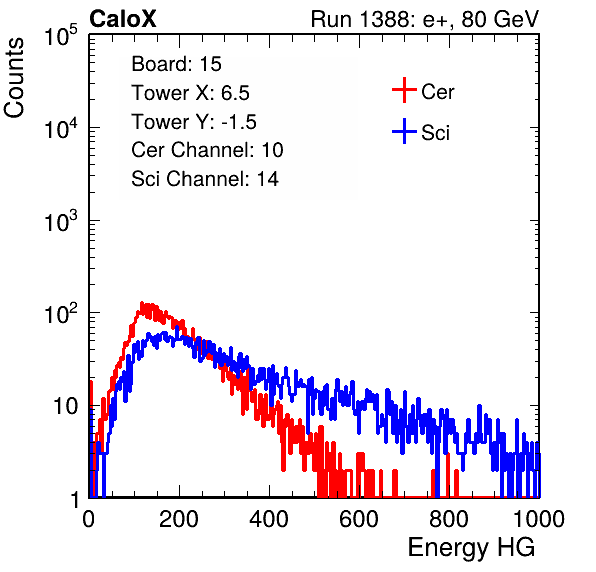 CaloX Run 1388: e+, 80 GeV
Counts
10^5
10^4
10^3
10^2
10
1
Board: 15
Tower X: 6.5
Tower Y: -1.5
Cer Channel: 10
Sci Channel: 14
Cer
Sci
0 200 400 600 800 1000
Energy HG